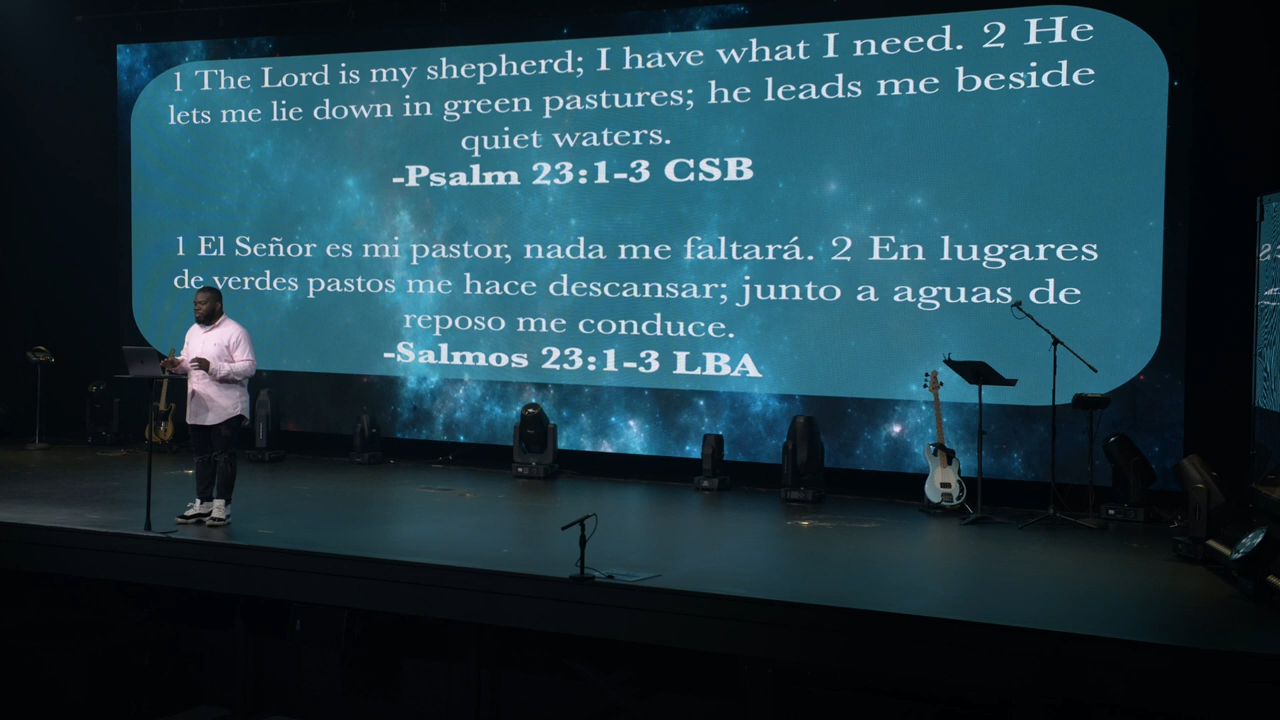 1 The Lord is my shepherd; I have what I need. 2 He
lets me lie down in green pastures; he leads me beside
quiet waters.
-Psalm 23:1-3 CSB
1 El Señor es mi pastor, nada me faltará. 2 En lugares
de verdes pastos me hace descansar; junto a aguas de
reposo me conduce.
-Salmos 23:1-3 LBA